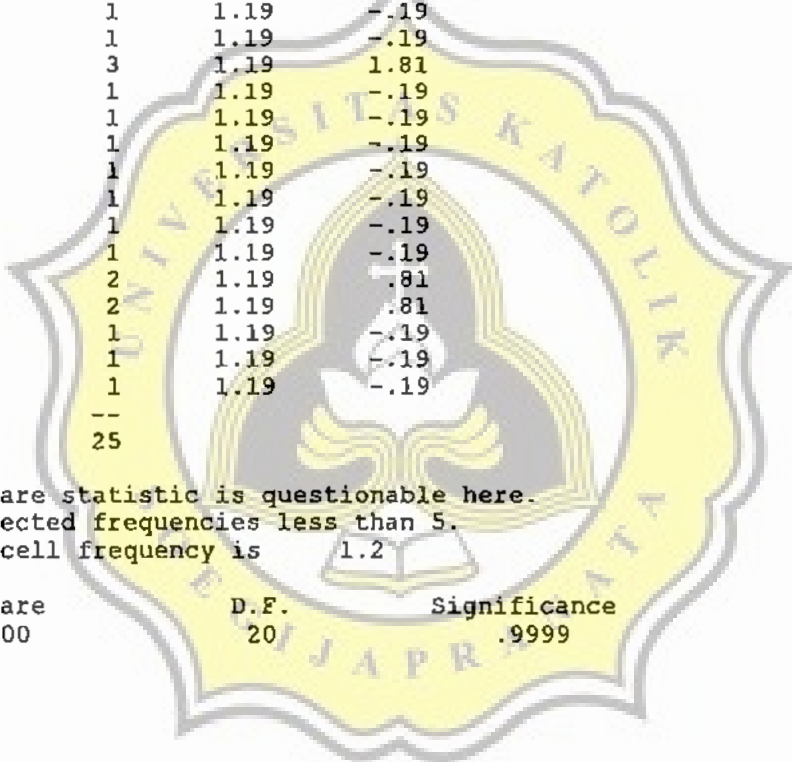 1 1.19 -.19
1 1.19 -.19
3 1.19 1.81
1 1.19 -.19
1 1.19 -.19
1 1.19 -.19
1 1.19 -.19
1 1.19 -.19
1 1.19 -.19
1 1.19 -.19
2 1.19 .81
2 1.19 .81
1 1.19 -.19
1 1.19 -.19
1 1.19 -.19
--
25
are statistic is questionable here.
ected frequencies less than 5.
cell frequency is 1.2
are D.F. Significance
00 20 .9999
UNIVERSITAS KATOLIK
SOEGIJAPRANATA